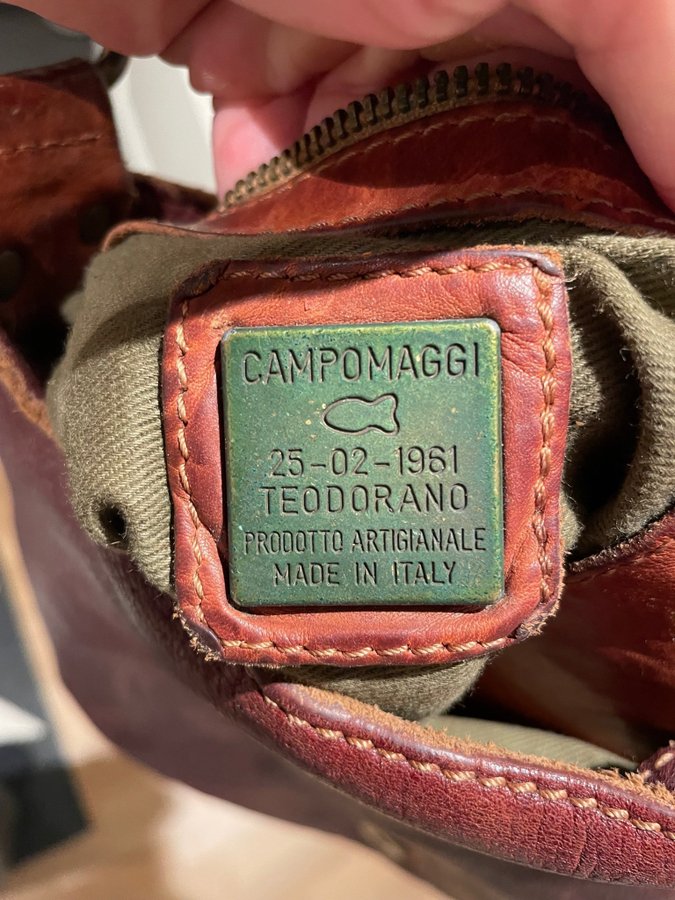 CAMPOMAGGI
25-02-1961
TEODORANO
PRODOTTO ARTIGIANALE
MADE IN ITALY